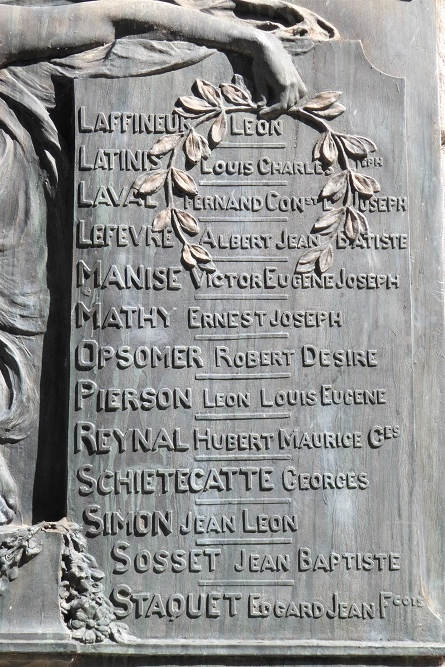 LAFFINEUR LEON
LATINIS LOUIS CHARLES JOSEPH
LAVAL FERNAND CONST JOSEPH
LEFEVRE ALBERT JEAN BATISTE
MANISE VICTOR EUGENE JOSEPH
MATHY ERNEST JOSEPH
OPSOMER ROBERT DESIRE
PIERSON LEON LOUIS EUGENE
REYNAL HUBERT MAURICE GES
SCHIETECATTE GEORGES
SIMON JEAN LEON
SOSSET JEAN BAPTISTE
STAQUET EDGARD JEAN FCOIS